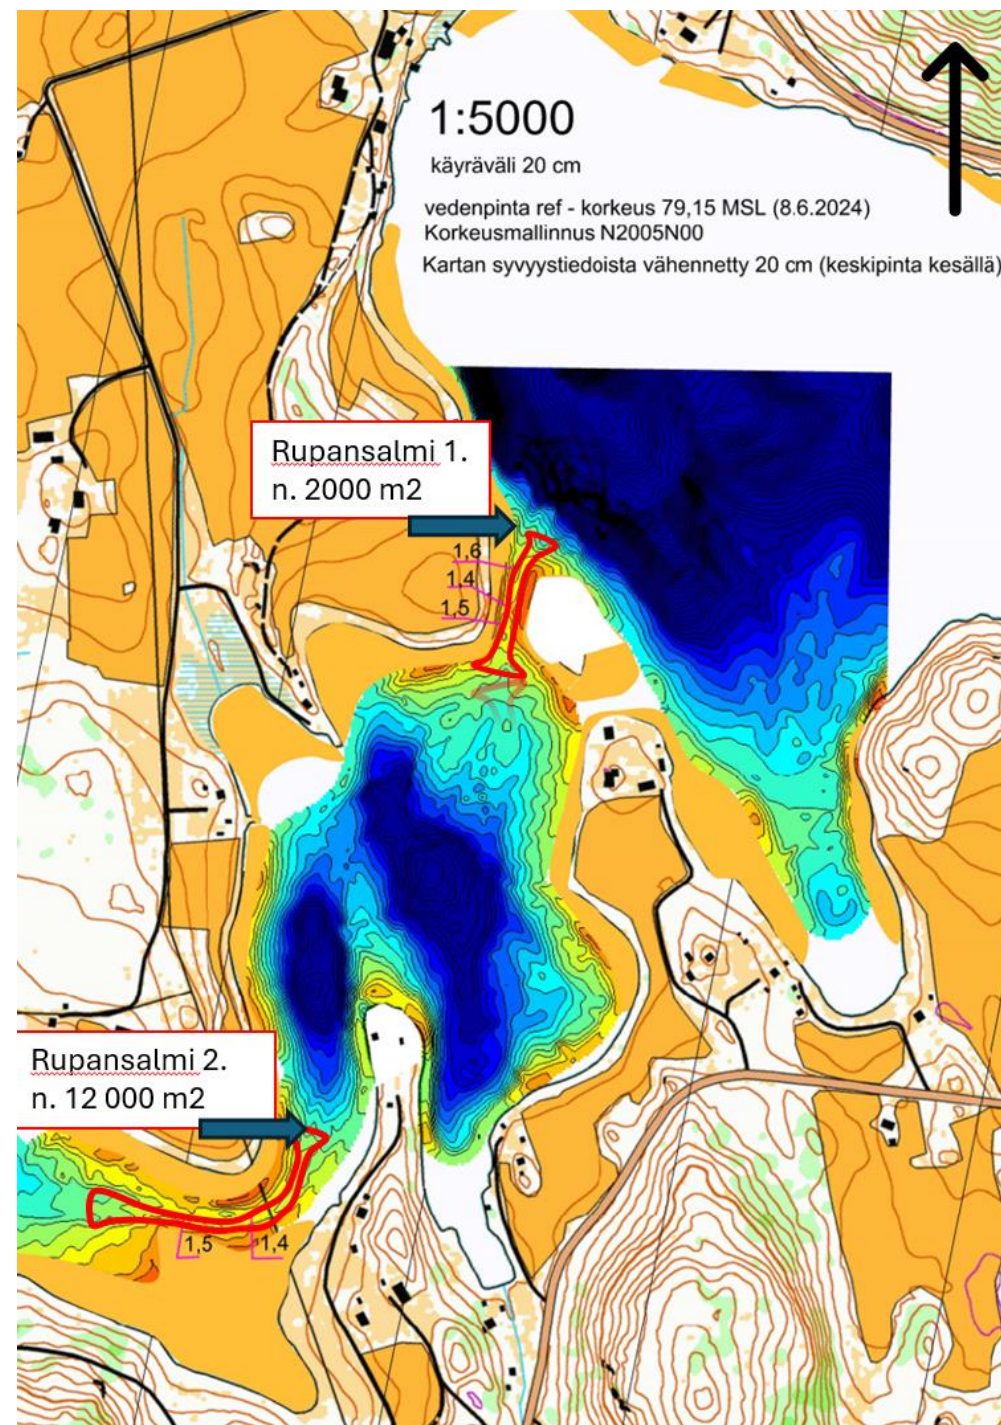 1:5000
käyräväli 20 cm
vedenpinta ref - korkeus 79,15 MSL (8.6.2024)
Korkeusmallinnus N2005N00
Kartan syvyystiedoista vähennetty 20 cm (keskipinta kesällä)
Rupansalmi 1.
n. 2000 m2
1,6
1,4
1,5
Rupansalmi 2.
n. 12 000 m2
1,5
1,4